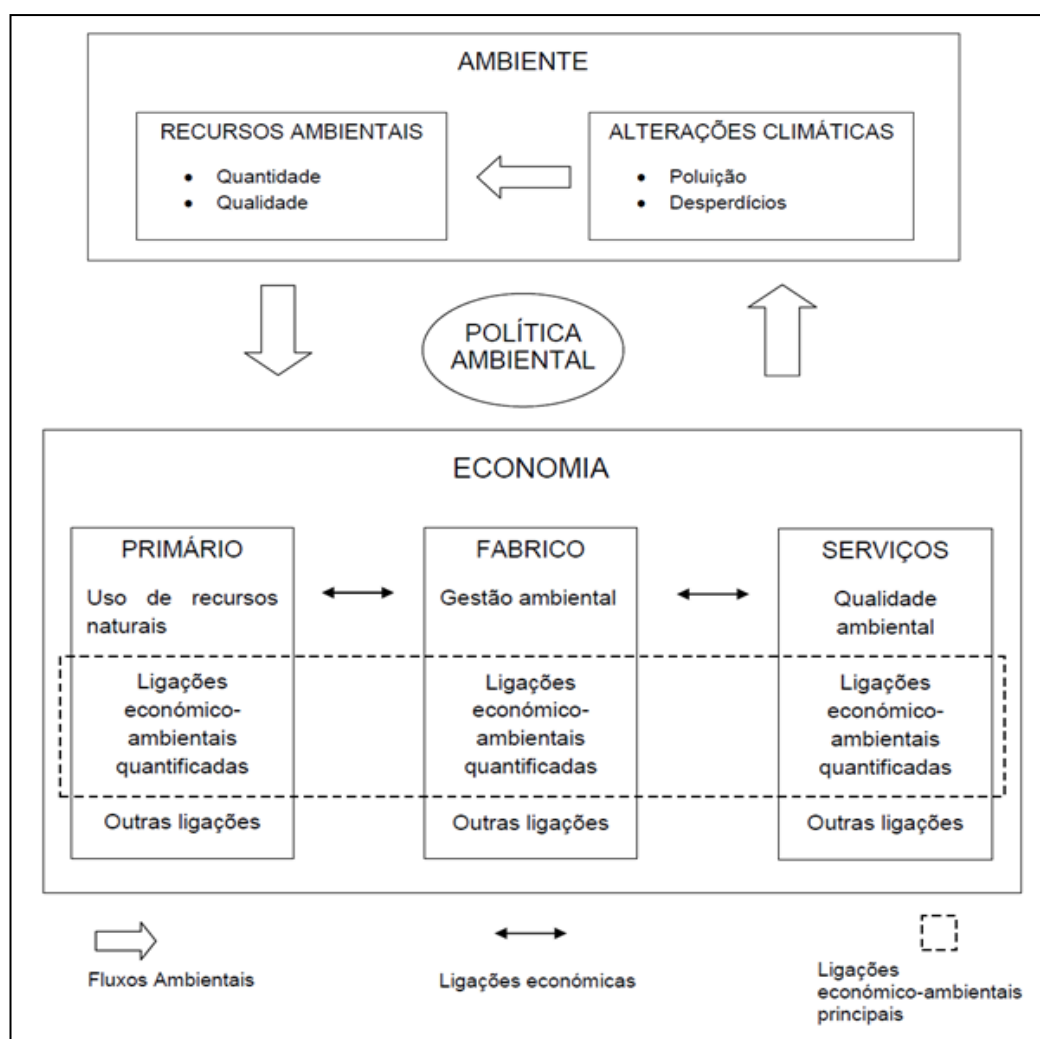 AMBIENTE
RECURSOS AMBIENTAIS
• Quantidade
• Qualidade
ALTERAÇÕES CLIMÁTICAS
• Poluição
• Desperdícios
POLÍTICA
AMBIENTAL
ECONOMIA
PRIMÁRIO
Uso de recursos
naturais
Ligações
económico-
ambientais
quantificadas
Outras ligações
FABRICO
Gestão ambiental
Ligações
económico-
ambientais
quantificadas
Outras ligações
SERVIÇOS
Qualidade
ambiental
Ligações
económico-
ambientais
quantificadas
Outras ligações
Fluxos Ambientais
Ligações económicas
Ligações
económico-ambientais
principais